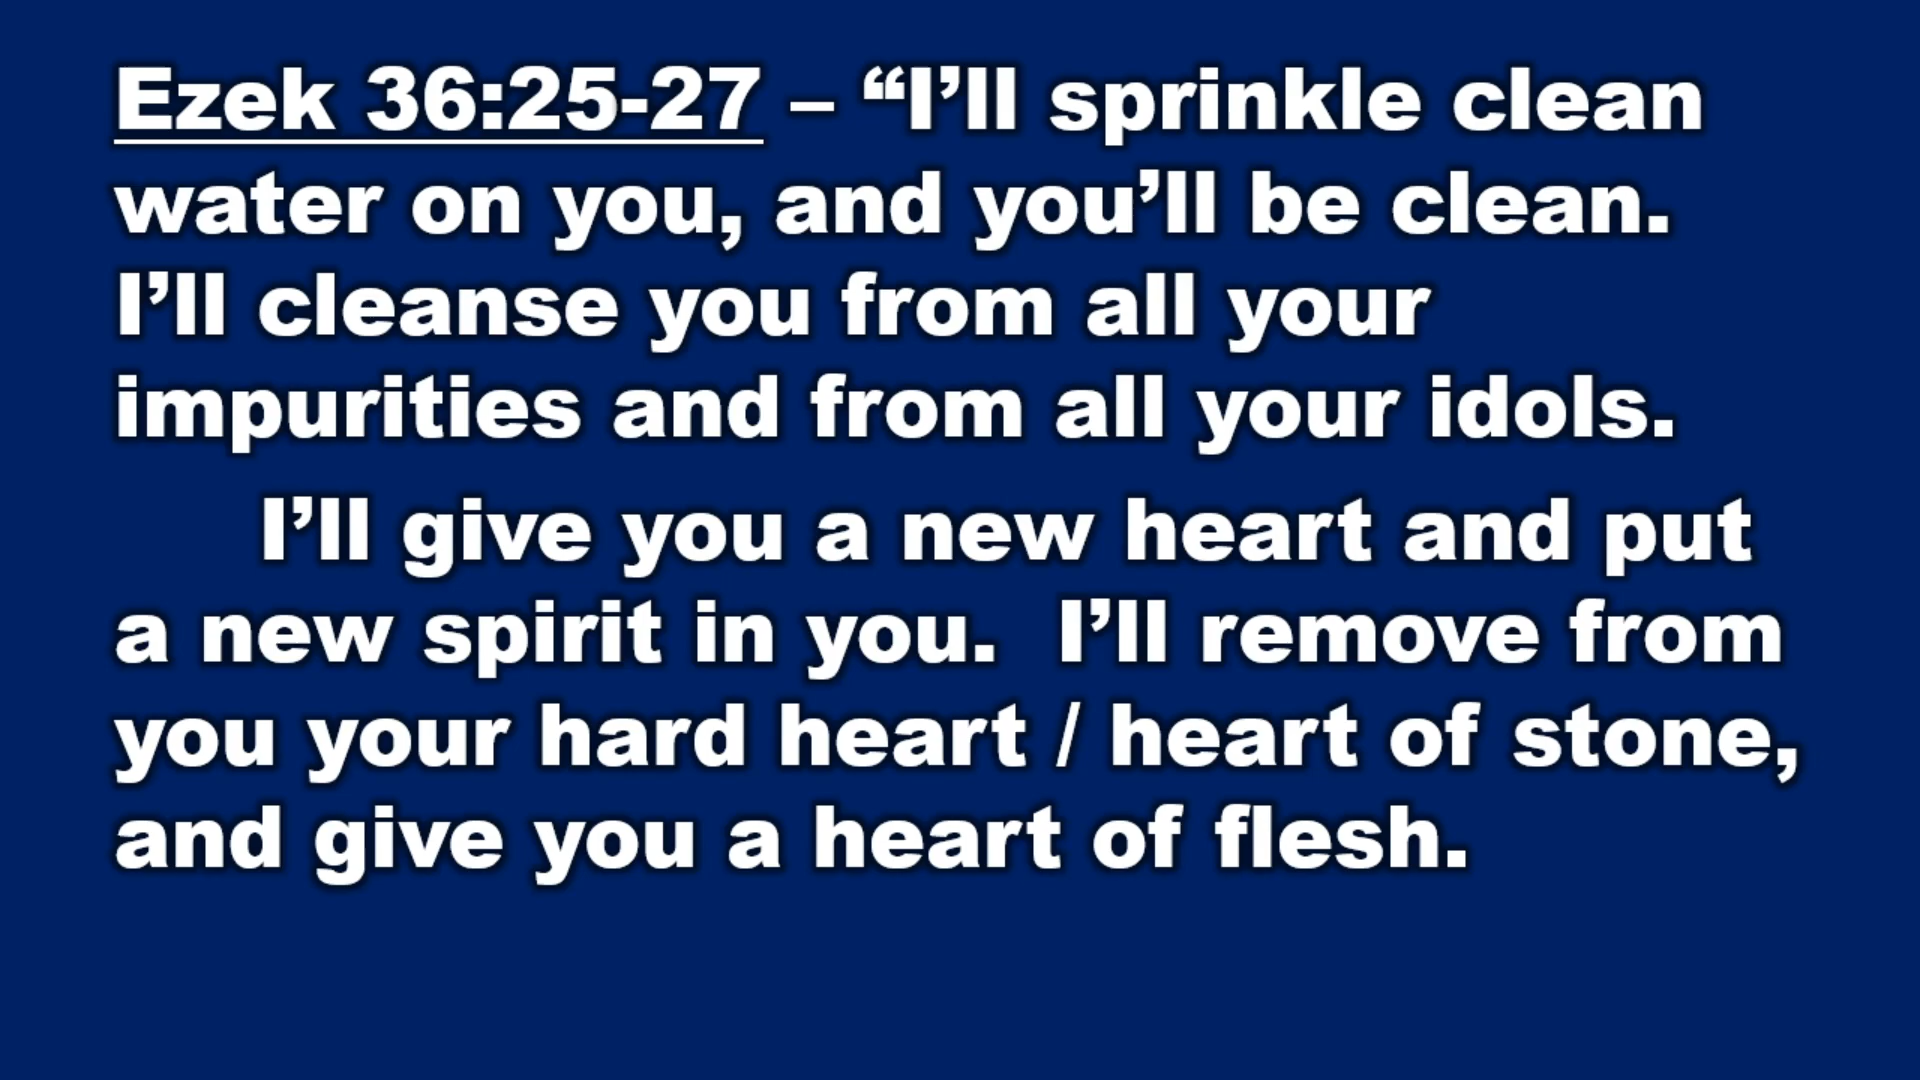 Ezek 36:25-27 – “I’ll sprinkle clean
water on you, and you’ll be clean.
I’ll cleanse you from all your
impurities and from all your idols.
I’ll give you a new heart and put
a new spirit in you.  I’ll remove from
you your hard heart / heart of stone,
and give you a heart of flesh.